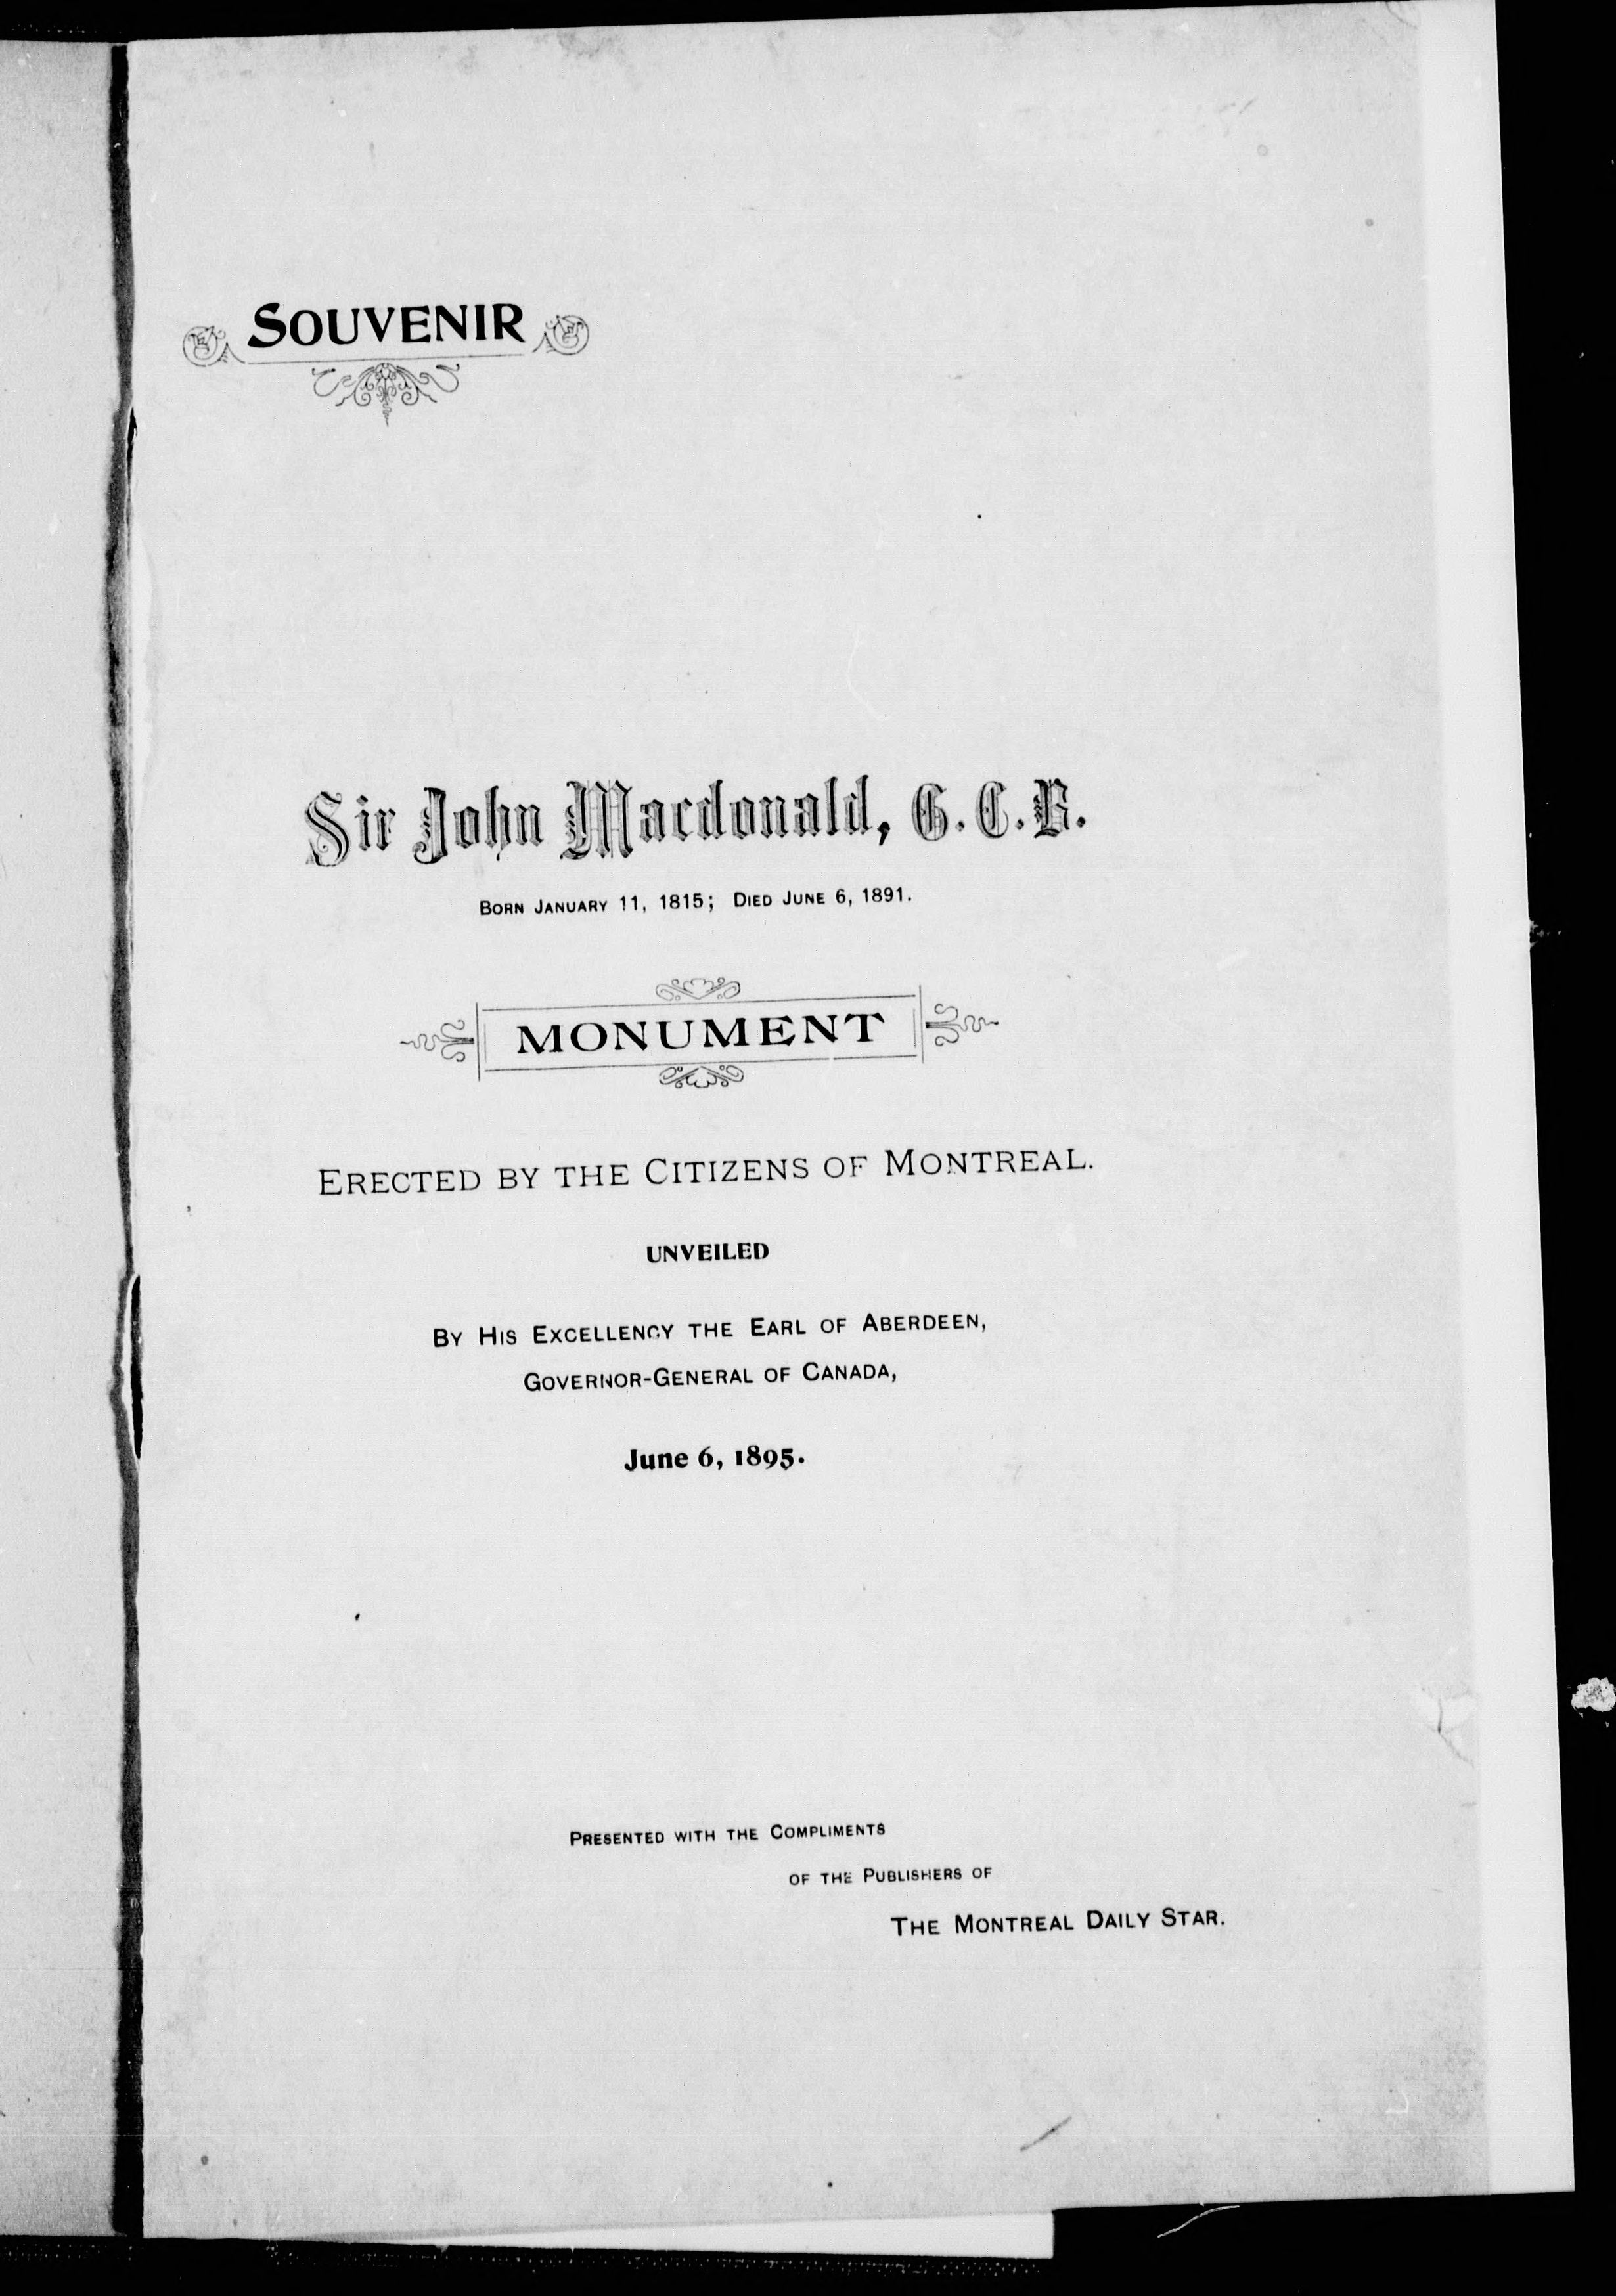 SOUVENIR
Sir John Macdonald, G. C. B.
BORN JANUARY 11, 1815; DIED JUNE 6, 1891.
MONUMENT
ERECTED BY THE CITIZENS OF MONTREAL.
UNVEILED
BY HIS EXCELLENCY THE EARL OF ABERDEEN,
GOVERNOR-GENERAL OF CANADA,
June 6, 1895.
PRESENTED WITH THE COMPLIMENTS
OF THE PUBLISHERS OF
THE MONTREAL DAILY STAR.